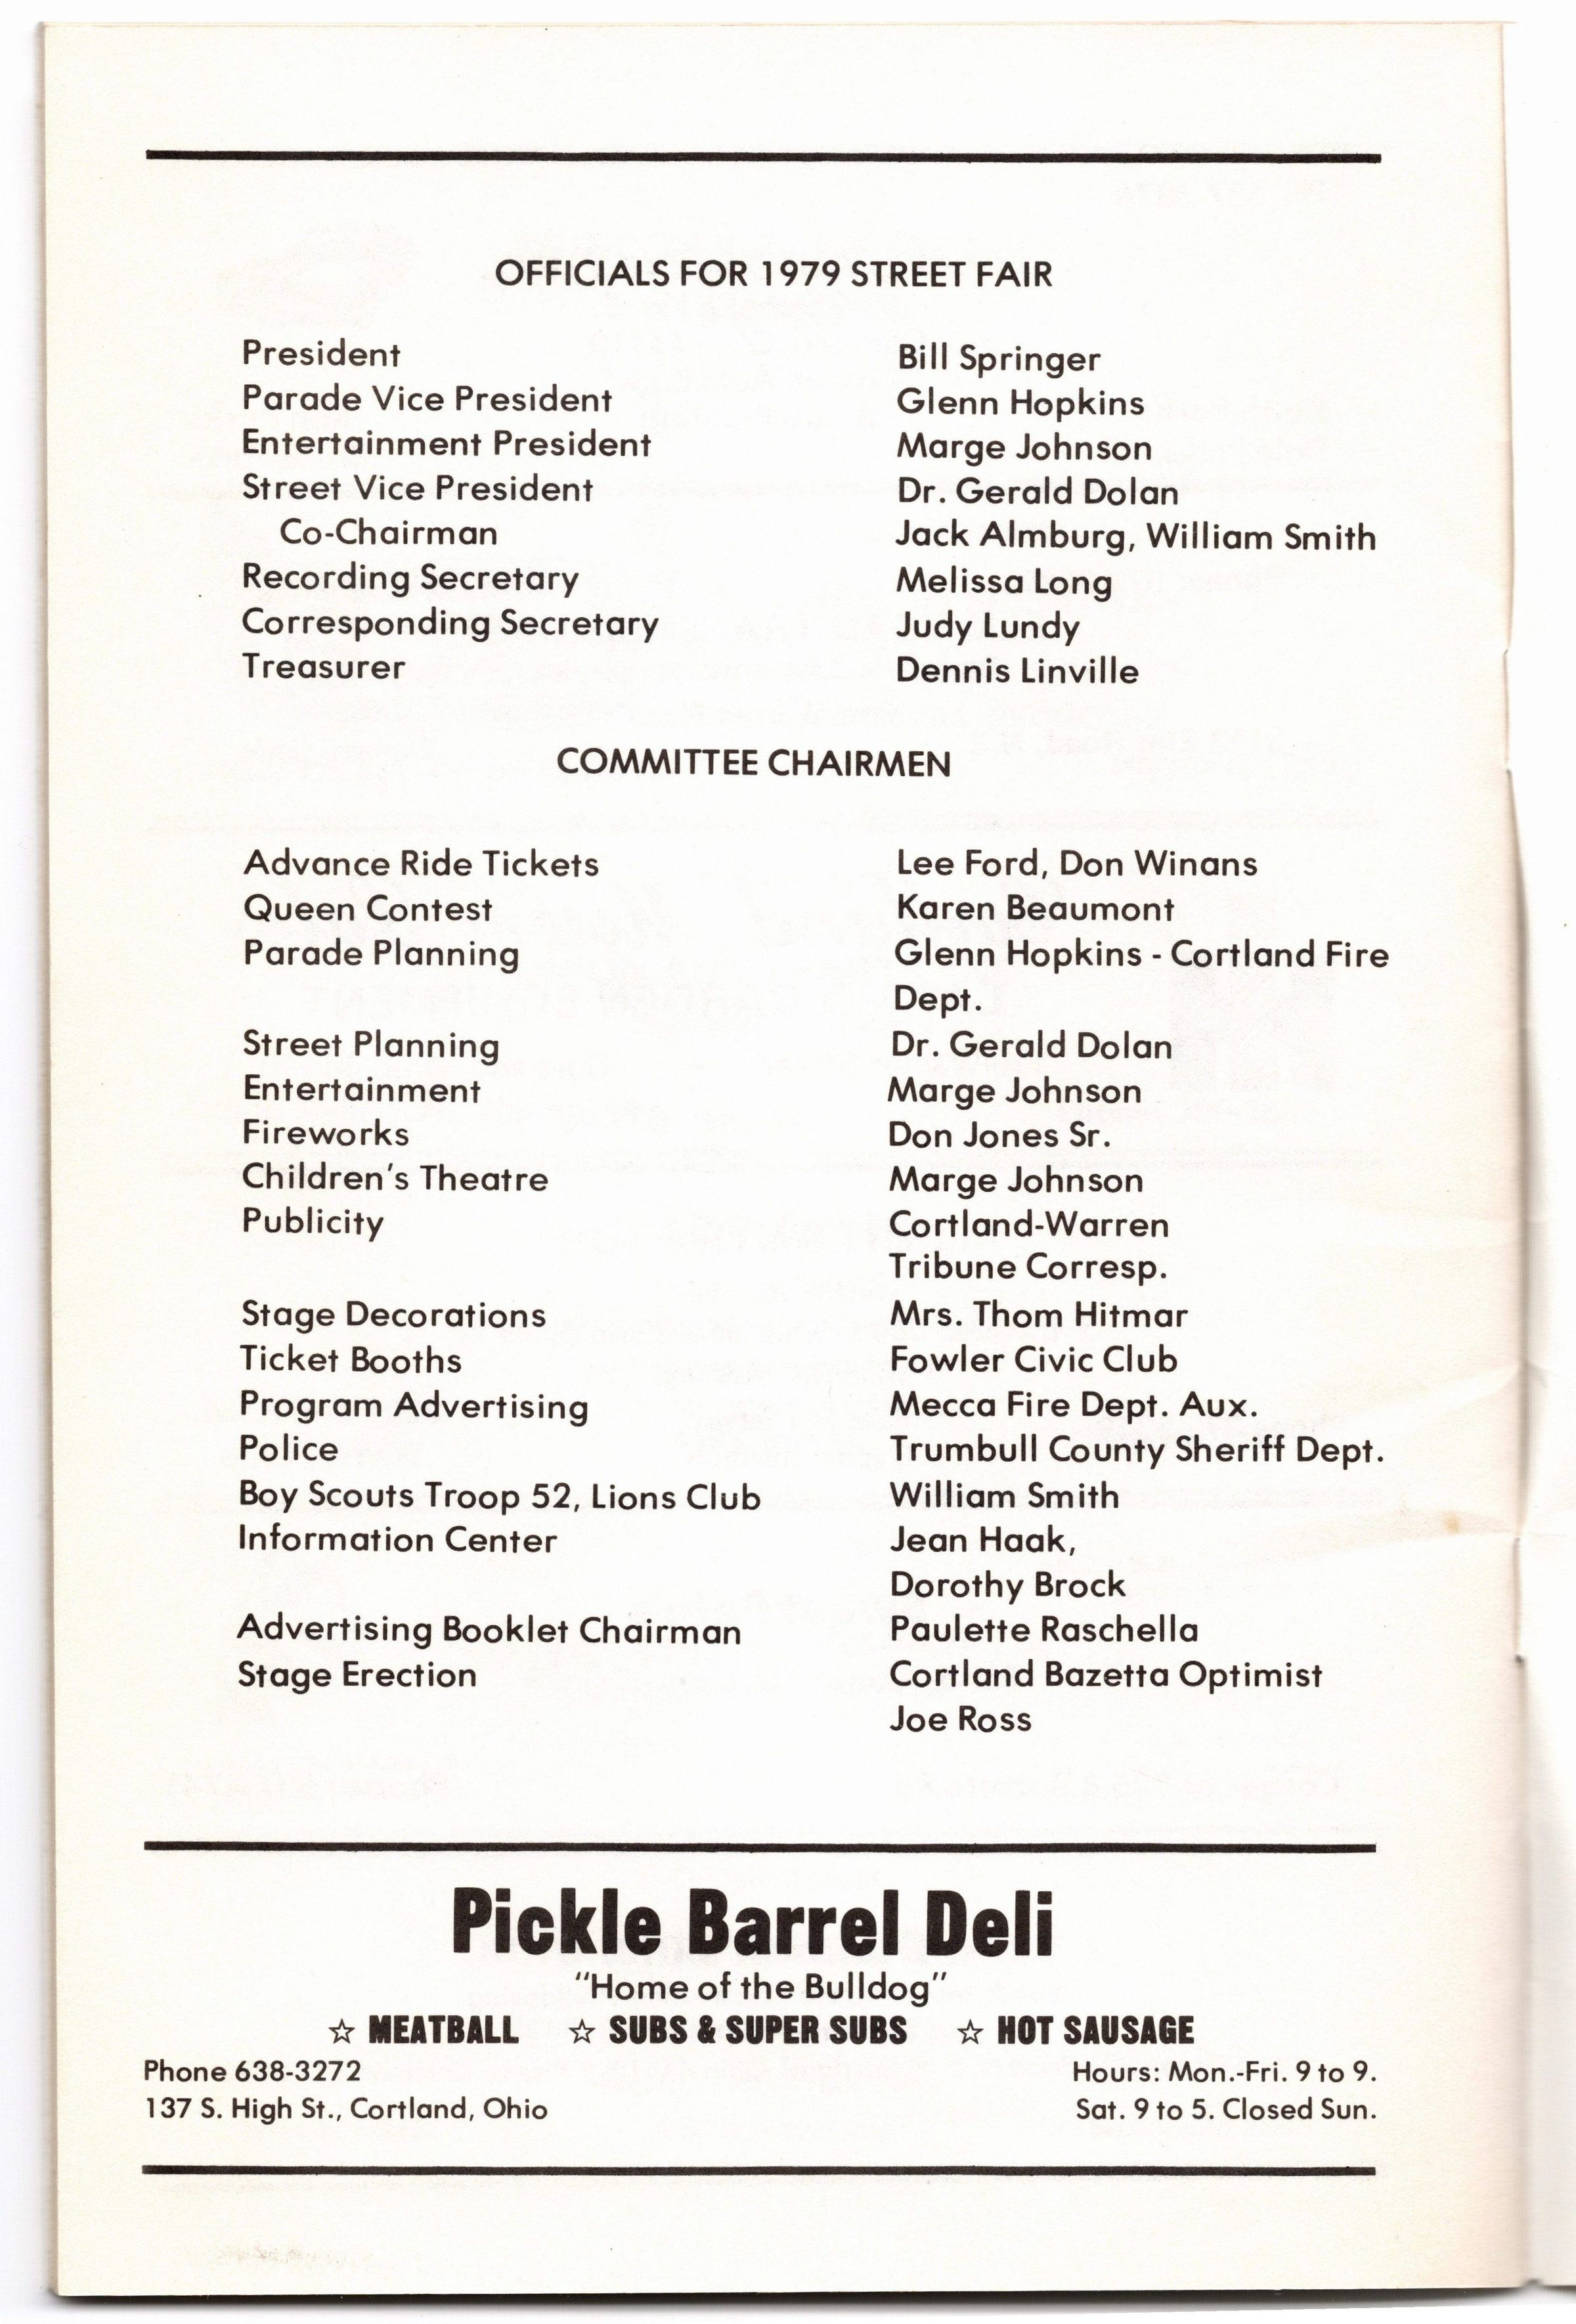 OFFICIALS FOR 1979 STREET FAIR
President Bill Springer
Parade Vice President Glenn Hopkins
Entertainment President Marge Johnson
Street Vice President Dr. Gerald Dolan
Co-Chairman Jack Almburg, William Smith
Recording Secretary Melissa Long
Corresponding Secretary Judy Lundy
Treasurer Dennis Linville
COMMITTEE CHAIRMEN
Advance Ride Tickets Lee Ford, Don Winans
Queen Contest Karen Beaumont
Parade Planning Glenn Hopkins - Cortland Fire
Dept.
Street Planning Dr. Gerald Dolan
Entertainment Marge Johnson
Fireworks Don Jones Sr.
Children's Theatre Marge Johnson
Publicity Cortland-Warren
Tribune Corresp.
Stage Decorations Mrs. Thom Hitmar
Ticket Booths Fowler Civic Club
Program Advertising Mecca Fire Dept. Aux.
Police Trumbull County Sheriff Dept.
Boy Scouts Troop 52, Lions Club William Smith
Information Center Jean Haak,
Dorothy Brock
Advertising Booklet Chairman Paulette Raschella
Stage Erection Cortland Bazetta Optimist
Joe Ross
Pickle Barrel Deli
"Home of the Bulldog"
☆ MEATBALL ☆ SUBS & SUPER SUBS ☆ HOT SAUSAGE
Phone 638-3272 Hours: Mon.-Fri. 9 to 9.
137 S. High St., Cortland, Ohio Sat. 9 to 5. Closed Sun.